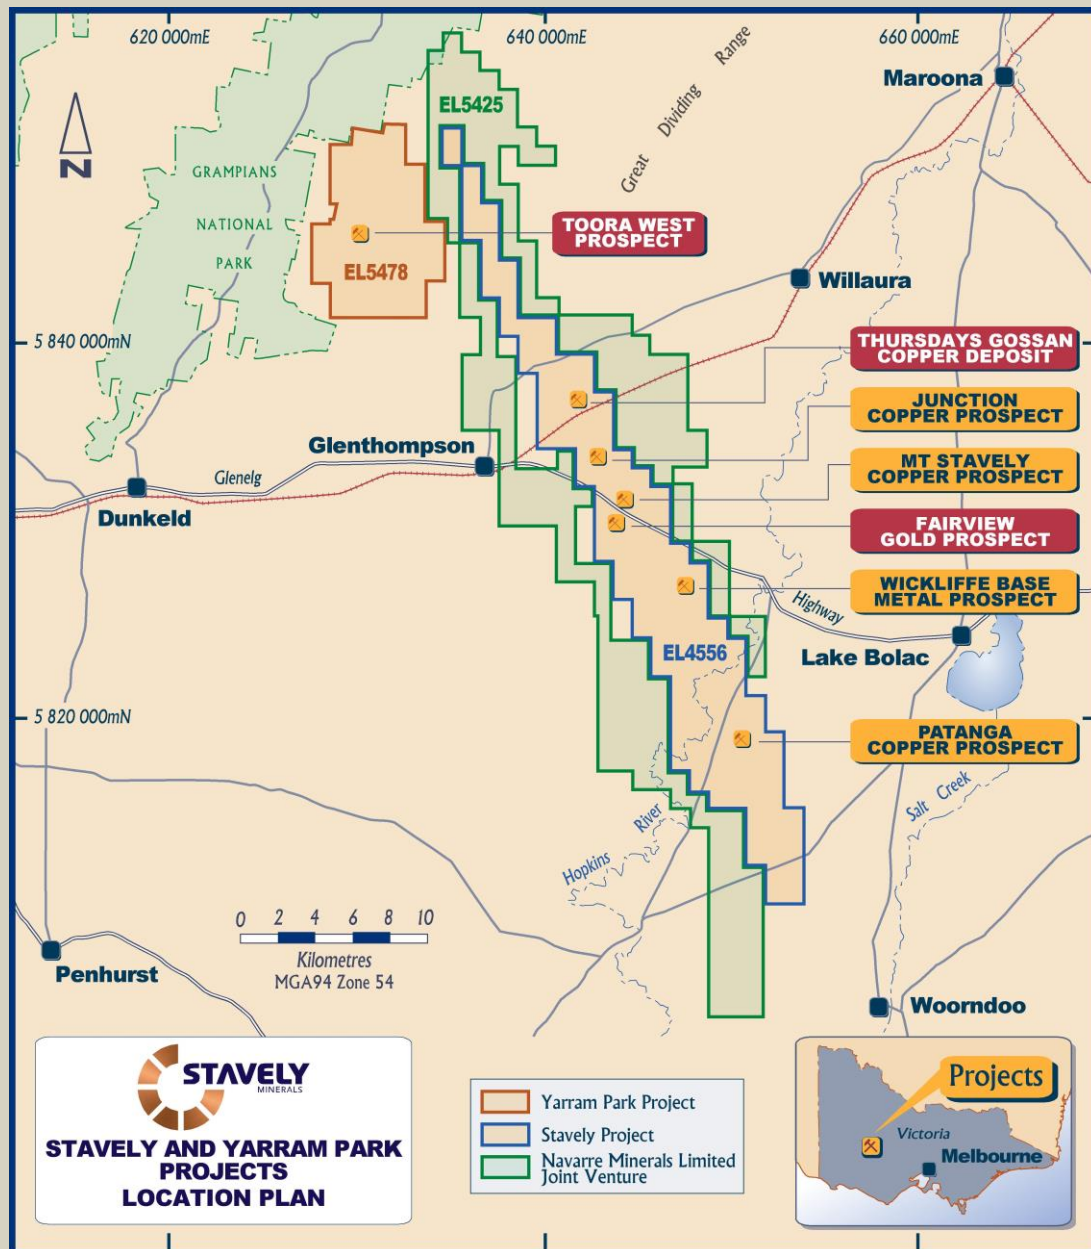 620 000mE
640 000mE
660 000mE
Great Dividing Range
Maroona
EL5425
N
GRAMPIANS
NATIONAL
PARK
TOORA WEST
PROSPECT
EL5478
Willaura
5 840 000mN
THURSDAYS GOSSAN
COPPER DEPOSIT
JUNCTION
COPPER PROSPECT
Glenthompson
MT STAVELY
COPPER PROSPECT
Glenelg
Dunkeld
FAIRVIEW
GOLD PROSPECT
WICKLIFFE BASE
METAL PROSPECT
Highway
EL4556
Lake Bolac
5 820 000mN
PATANGA
COPPER PROSPECT
Salt Creek
Hopkins River
0 2 4 6 8 10
Kilometres
MGA94 Zone 54
Penhurst
Woorndoo
STAVELY
MINERALS
STAVELY AND YARRAM PARK
PROJECTS
LOCATION PLAN
Yarram Park Project
Stavely Project
Navarre Minerals Limited
Joint Venture
Projects
Victoria
Melbourne